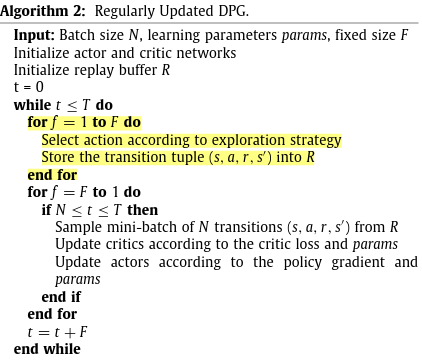 Algorithm 2: Regularly Updated DPG.
Input: Batch size N, learning parameters params, fixed size F
Initialize actor and critic networks
Initialize replay buffer R
t = 0
while t ≤ T do
for f = 1 to F do
Select action according to exploration strategy
Store the transition tuple (s, a, r, s′) into R
end for
for f = F to 1 do
if N ≤ t ≤ T then
Sample mini-batch of N transitions (s, a, r, s′) from R
Update critics according to the critic loss and params
Update actors according to the policy gradient and
params
end if
end for
t = t + F
end while